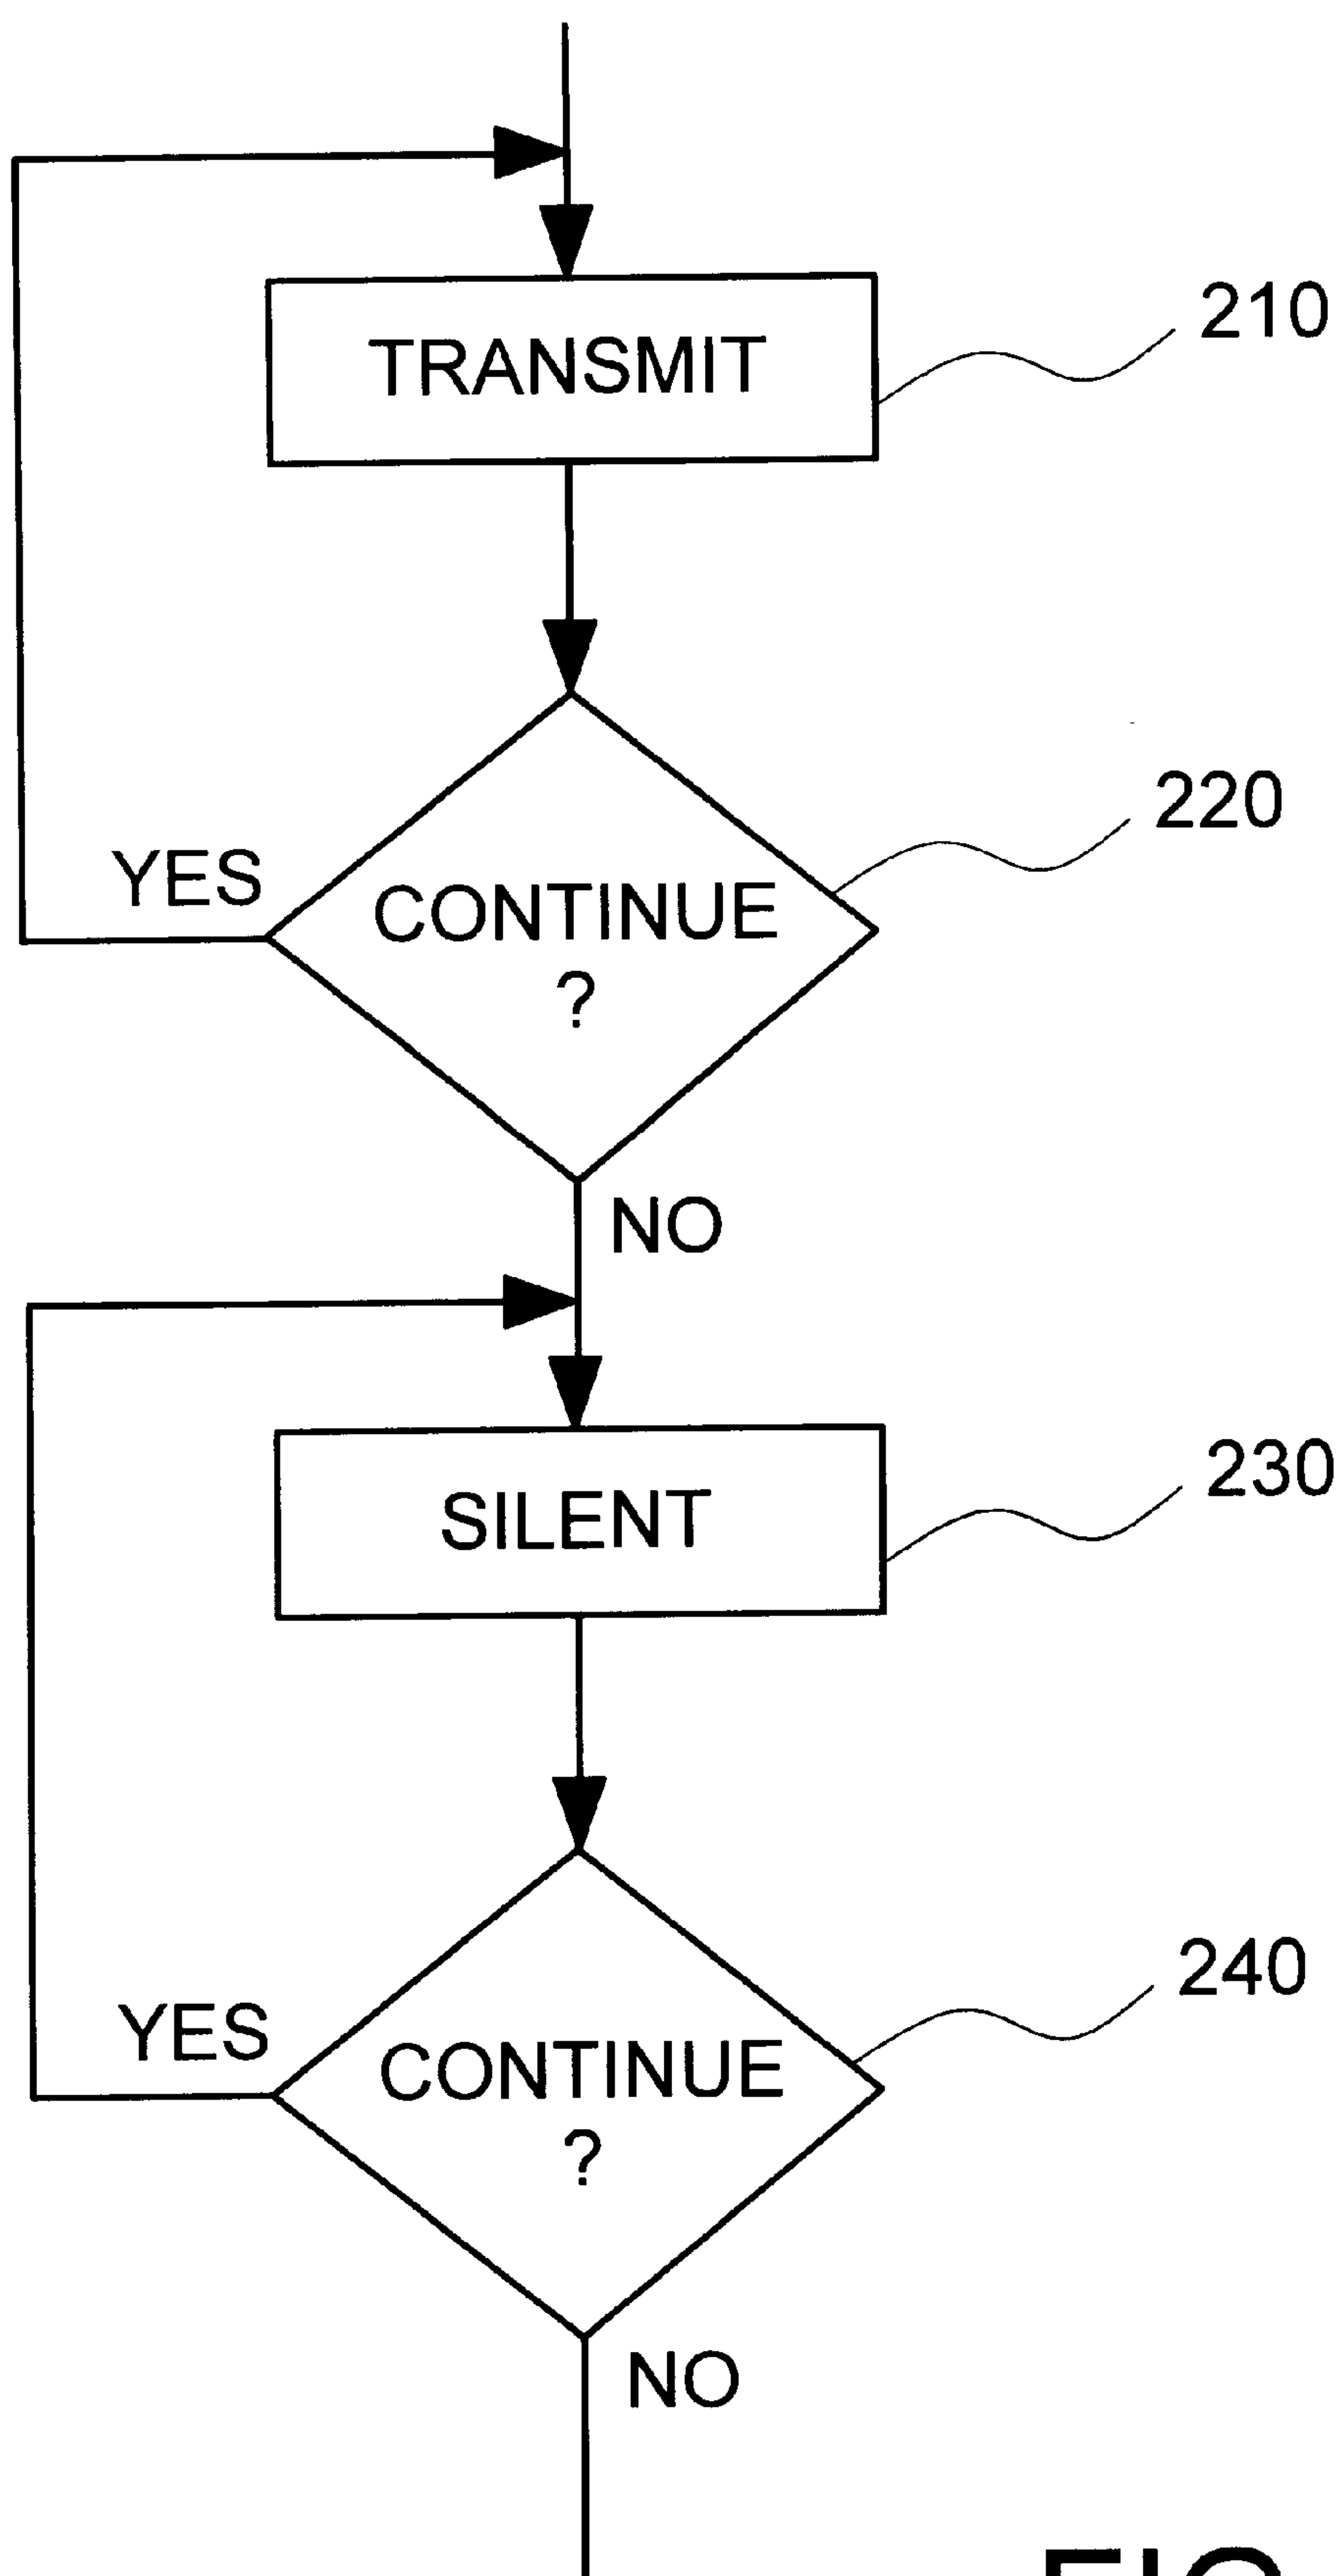 TRANSMIT
210
220
YES
CONTINUE
?
NO
SILENT
230
240
YES
CONTINUE
?
NO